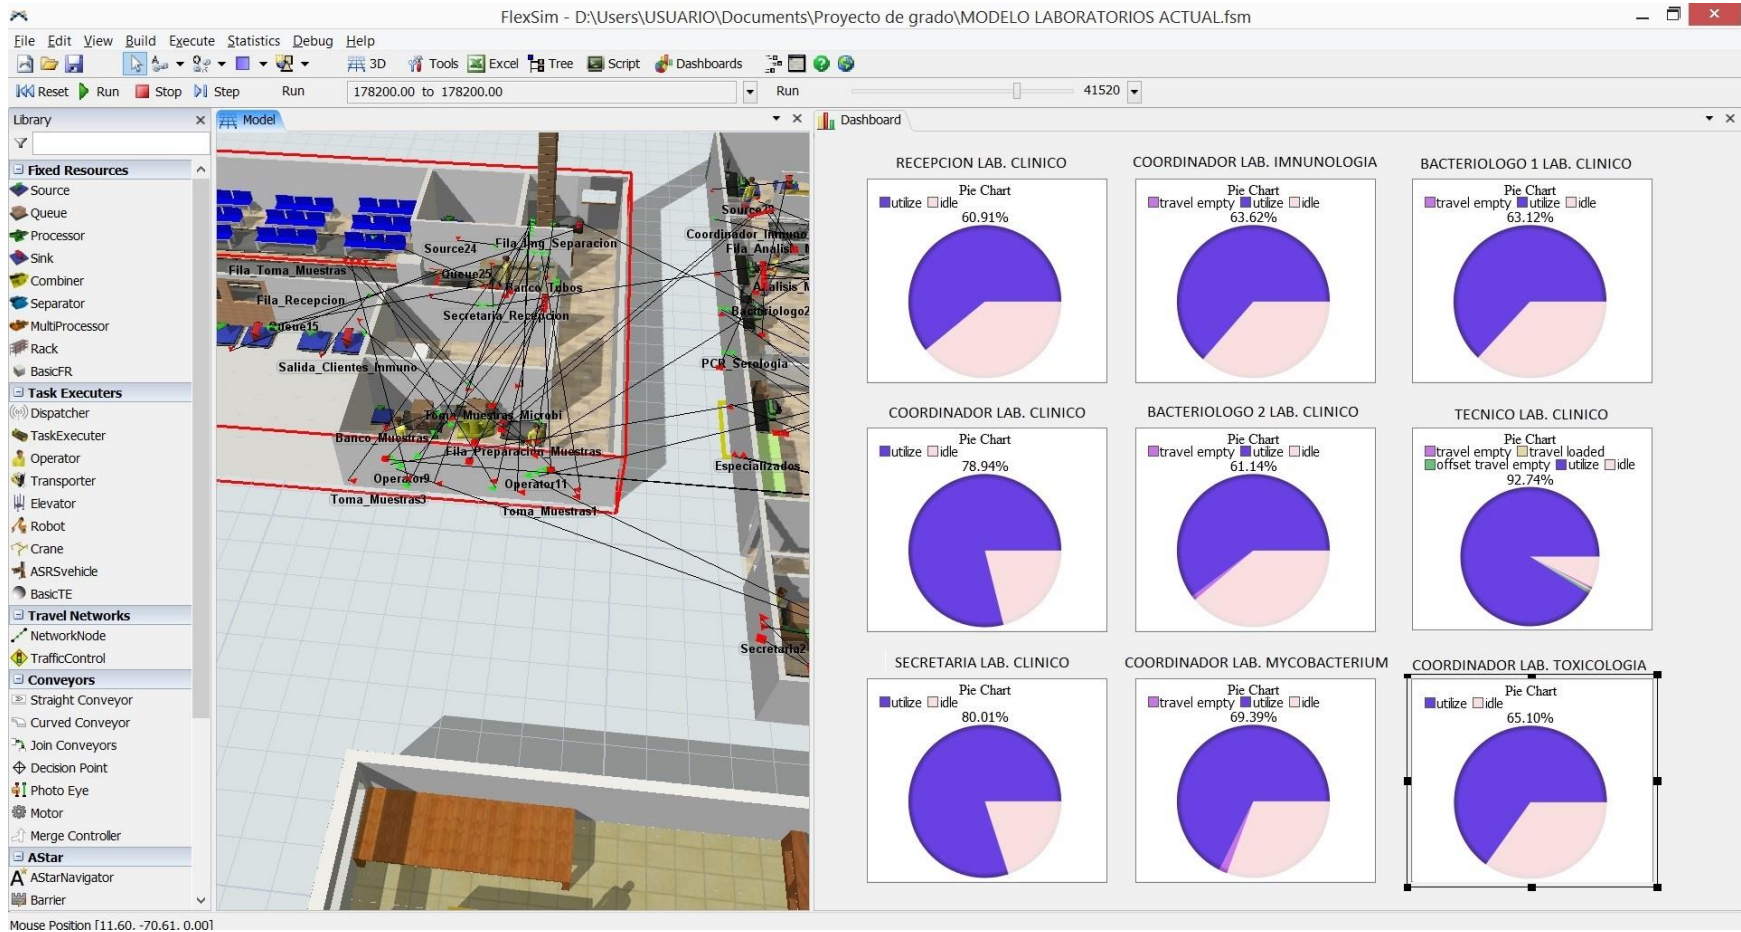 FlexSim - D:\Users\USUARIO\Documents\Proyecto de grado\MODELO LABORATORIOS ACTUAL.fsm
File Edit View Build Execute Statistics Debug Help
3D Tools Excel Tree Script Dashboards
Reset Run Stop Step Run 178200.00 to 178200.00 Run 41520
Library
Fixed Resources
Source
Queue
Processor
Sink
Combiner
Separator
MultiProcessor
Rack
BasicFR
Task Executers
Dispatcher
TaskExecuter
Operator
Transporter
Elevator
Robot
Crane
ASRSvehicle
BasicTE
Travel Networks
NetworkNode
TrafficControl
Conveyors
Straight Conveyor
Curved Conveyor
Join Conveyors
Decision Point
Photo Eye
Motor
Merge Controller
AStar
AStarNavigator
Barrier
Mouse Position [11.60, -70.61, 0.00]
Model
Source24
Fila_Img_Separacion
Fila_Toma_Muestras
Queue25
Banco_Tubos
Fila_Recepcion
Secretaria_Recepcion
Queue15
Salida_Clientes_Inmuno
Toma_Muestras_Microbi
Banco_Muestras
Fila_Preparacion_Muestras
Operator9
Operator11
Toma_Muestras3
Toma_Muestras1
Coordinador_Inmuno
Bacteriologo2
PCR_Serologia
Especializados
Secretaria2
Dashboard
RECEPCION LAB. CLINICO
Pie Chart
utilize idle
60.91%
COORDINADOR LAB. IMNUNOLOGIA
Pie Chart
travel empty utilize idle
63.62%
BACTERIOLOGO 1 LAB. CLINICO
Pie Chart
travel empty utilize idle
63.12%
COORDINADOR LAB. CLINICO
Pie Chart
utilize idle
78.94%
BACTERIOLOGO 2 LAB. CLINICO
Pie Chart
travel empty utilize idle
61.14%
TECNICO LAB. CLINICO
Pie Chart
travel empty travel loaded
offset travel empty utilize idle
92.74%
SECRETARIA LAB. CLINICO
Pie Chart
utilize idle
80.01%
COORDINADOR LAB. MYCOBACTERIUM
Pie Chart
travel empty utilize idle
69.39%
COORDINADOR LAB. TOXICOLOGIA
Pie Chart
utilize idle
65.10%